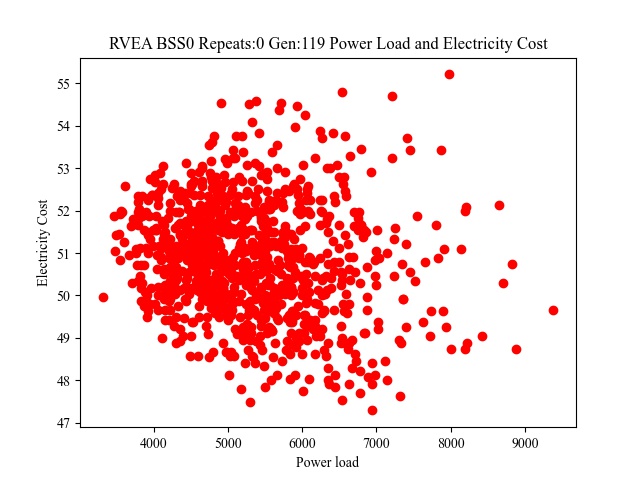 RVEA BSS0 Repeats:0 Gen:119 Power Load and Electricity Cost
55
54
53
52
51
50
49
48
47
Electricity Cost
4000 5000 6000 7000 8000 9000
Power load